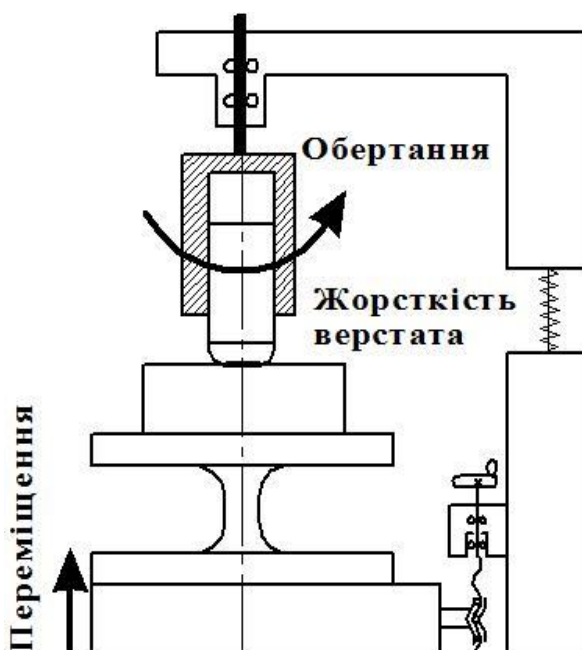 Обертання
Жорсткість
верстата
Переміщення